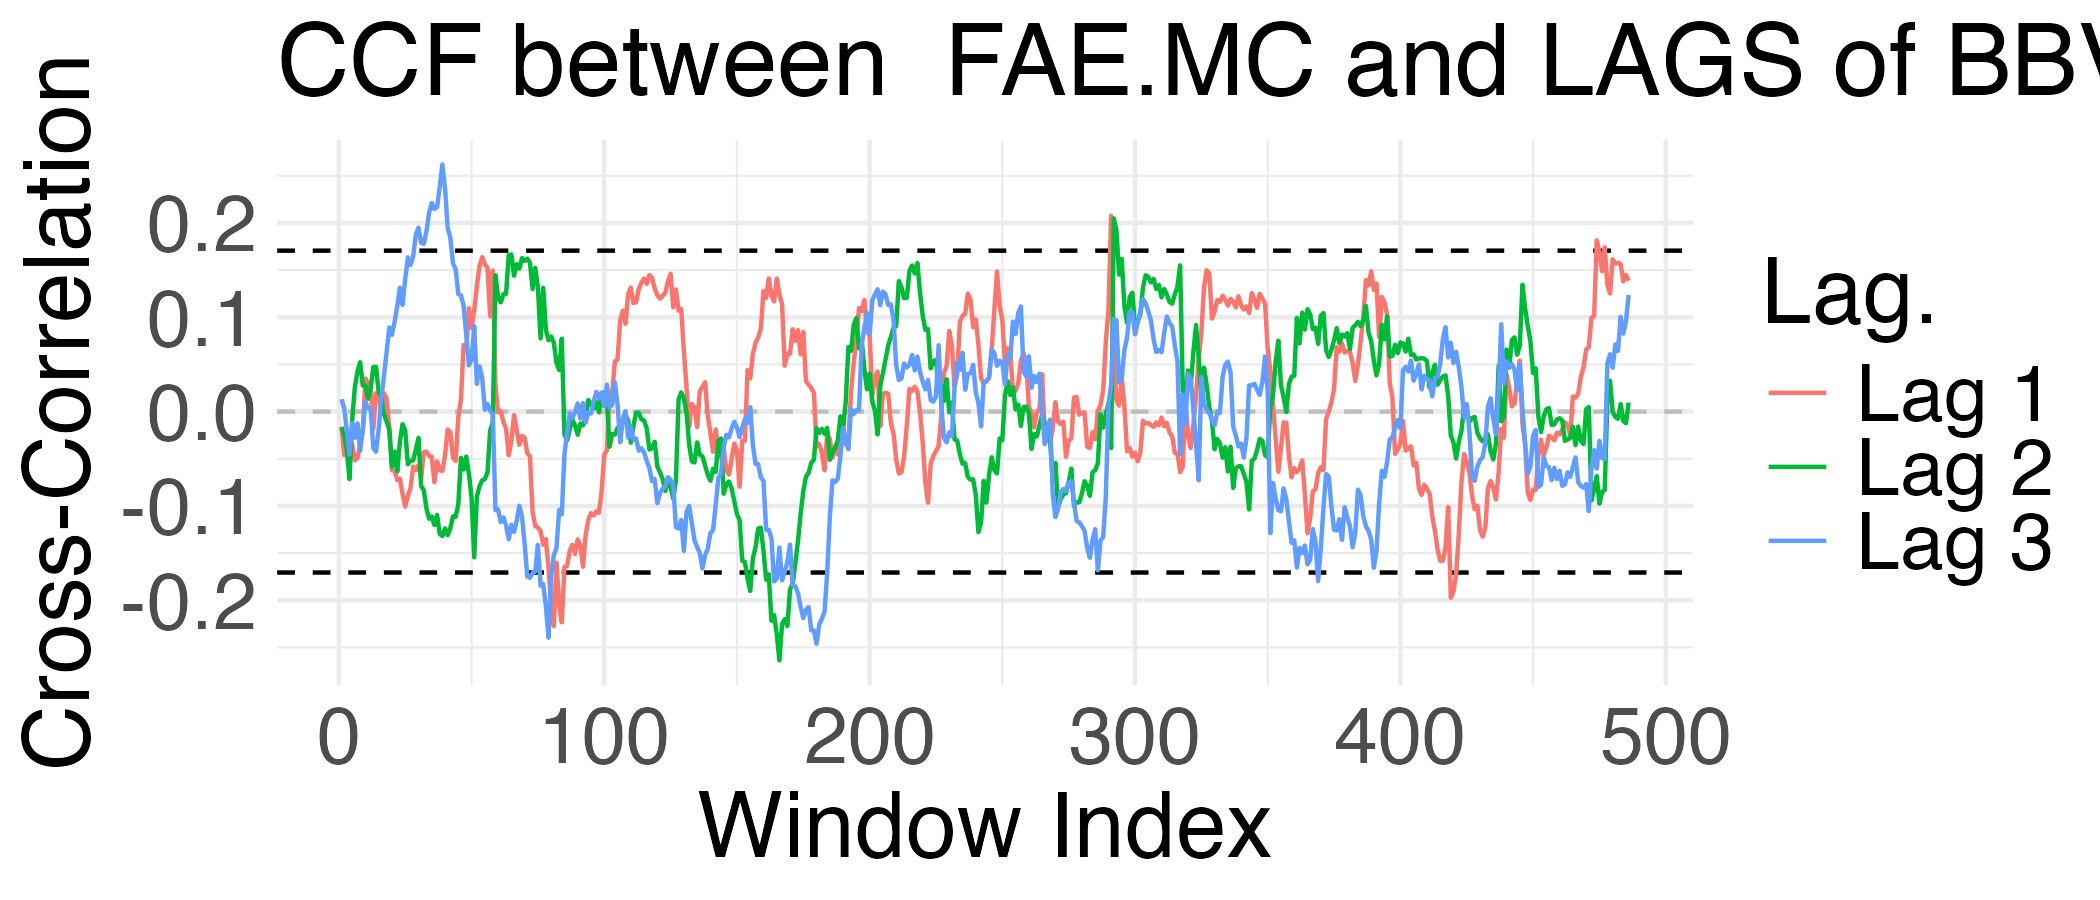 CCF between  FAE.MC and LAGS of BBV
Cross-Correlation
0.2
0.1
0.0
-0.1
-0.2
0 100 200 300 400 500
Window Index
Lag.
Lag 1
Lag 2
Lag 3